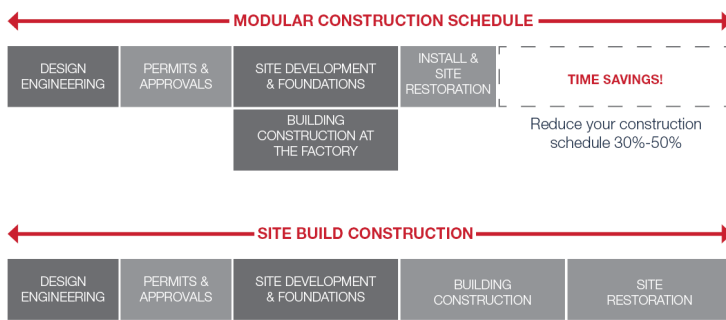 MODULAR CONSTRUCTION SCHEDULE
DESIGN
ENGINEERING
PERMITS &
APPROVALS
SITE DEVELOPMENT
& FOUNDATIONS
INSTALL &
SITE
RESTORATION
TIME SAVINGS!
BUILDING
CONSTRUCTION AT
THE FACTORY
Reduce your construction
schedule 30%-50%
SITE BUILD CONSTRUCTION
DESIGN
ENGINEERING
PERMITS &
APPROVALS
SITE DEVELOPMENT
& FOUNDATIONS
BUILDING
CONSTRUCTION
SITE
RESTORATION